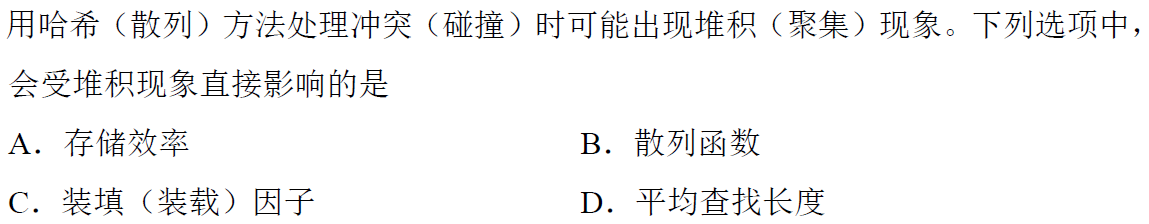 用哈希（散列）方法处理冲突（碰撞）时可能出现堆积（聚集）现象。下列选项中，
会受堆积现象直接影响的是
A．存储效率 B．散列函数
C．装填（装载）因子 D．平均查找长度